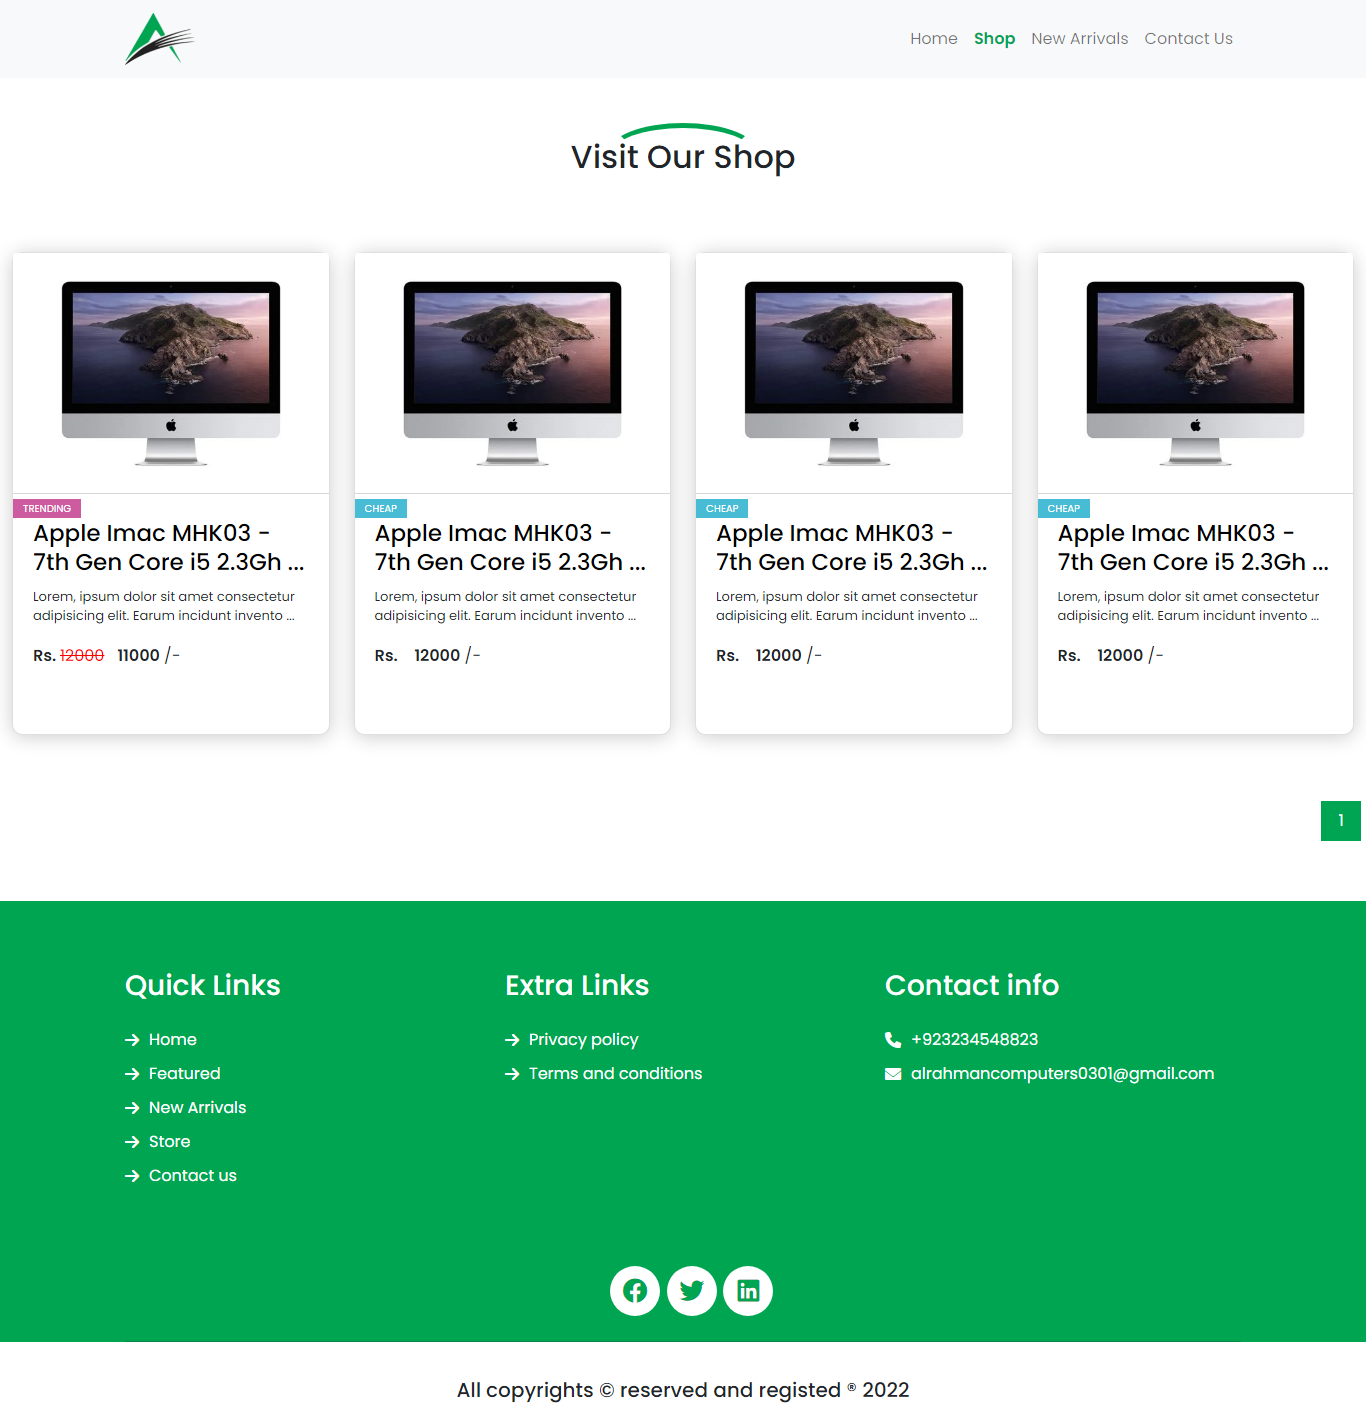 Home Shop New Arrivals Contact Us
Visit Our Shop
TRENDING
Apple Imac MHK03 -
7th Gen Core i5 2.3Gh ...
Lorem, ipsum dolor sit amet consectetur
adipisicing elit. Earum incidunt invento ...
Rs. 12000 11000 /-
CHEAP
Apple Imac MHK03 -
7th Gen Core i5 2.3Gh ...
Lorem, ipsum dolor sit amet consectetur
adipisicing elit. Earum incidunt invento ...
Rs. 12000 /-
CHEAP
Apple Imac MHK03 -
7th Gen Core i5 2.3Gh ...
Lorem, ipsum dolor sit amet consectetur
adipisicing elit. Earum incidunt invento ...
Rs. 12000 /-
CHEAP
Apple Imac MHK03 -
7th Gen Core i5 2.3Gh ...
Lorem, ipsum dolor sit amet consectetur
adipisicing elit. Earum incidunt invento ...
Rs. 12000 /-
1
Quick Links
Home
Featured
New Arrivals
Store
Contact us
Extra Links
Privacy policy
Terms and conditions
Contact info
+923234548823
alrahmancomputers0301@gmail.com
All copyrights © reserved and registed ® 2022